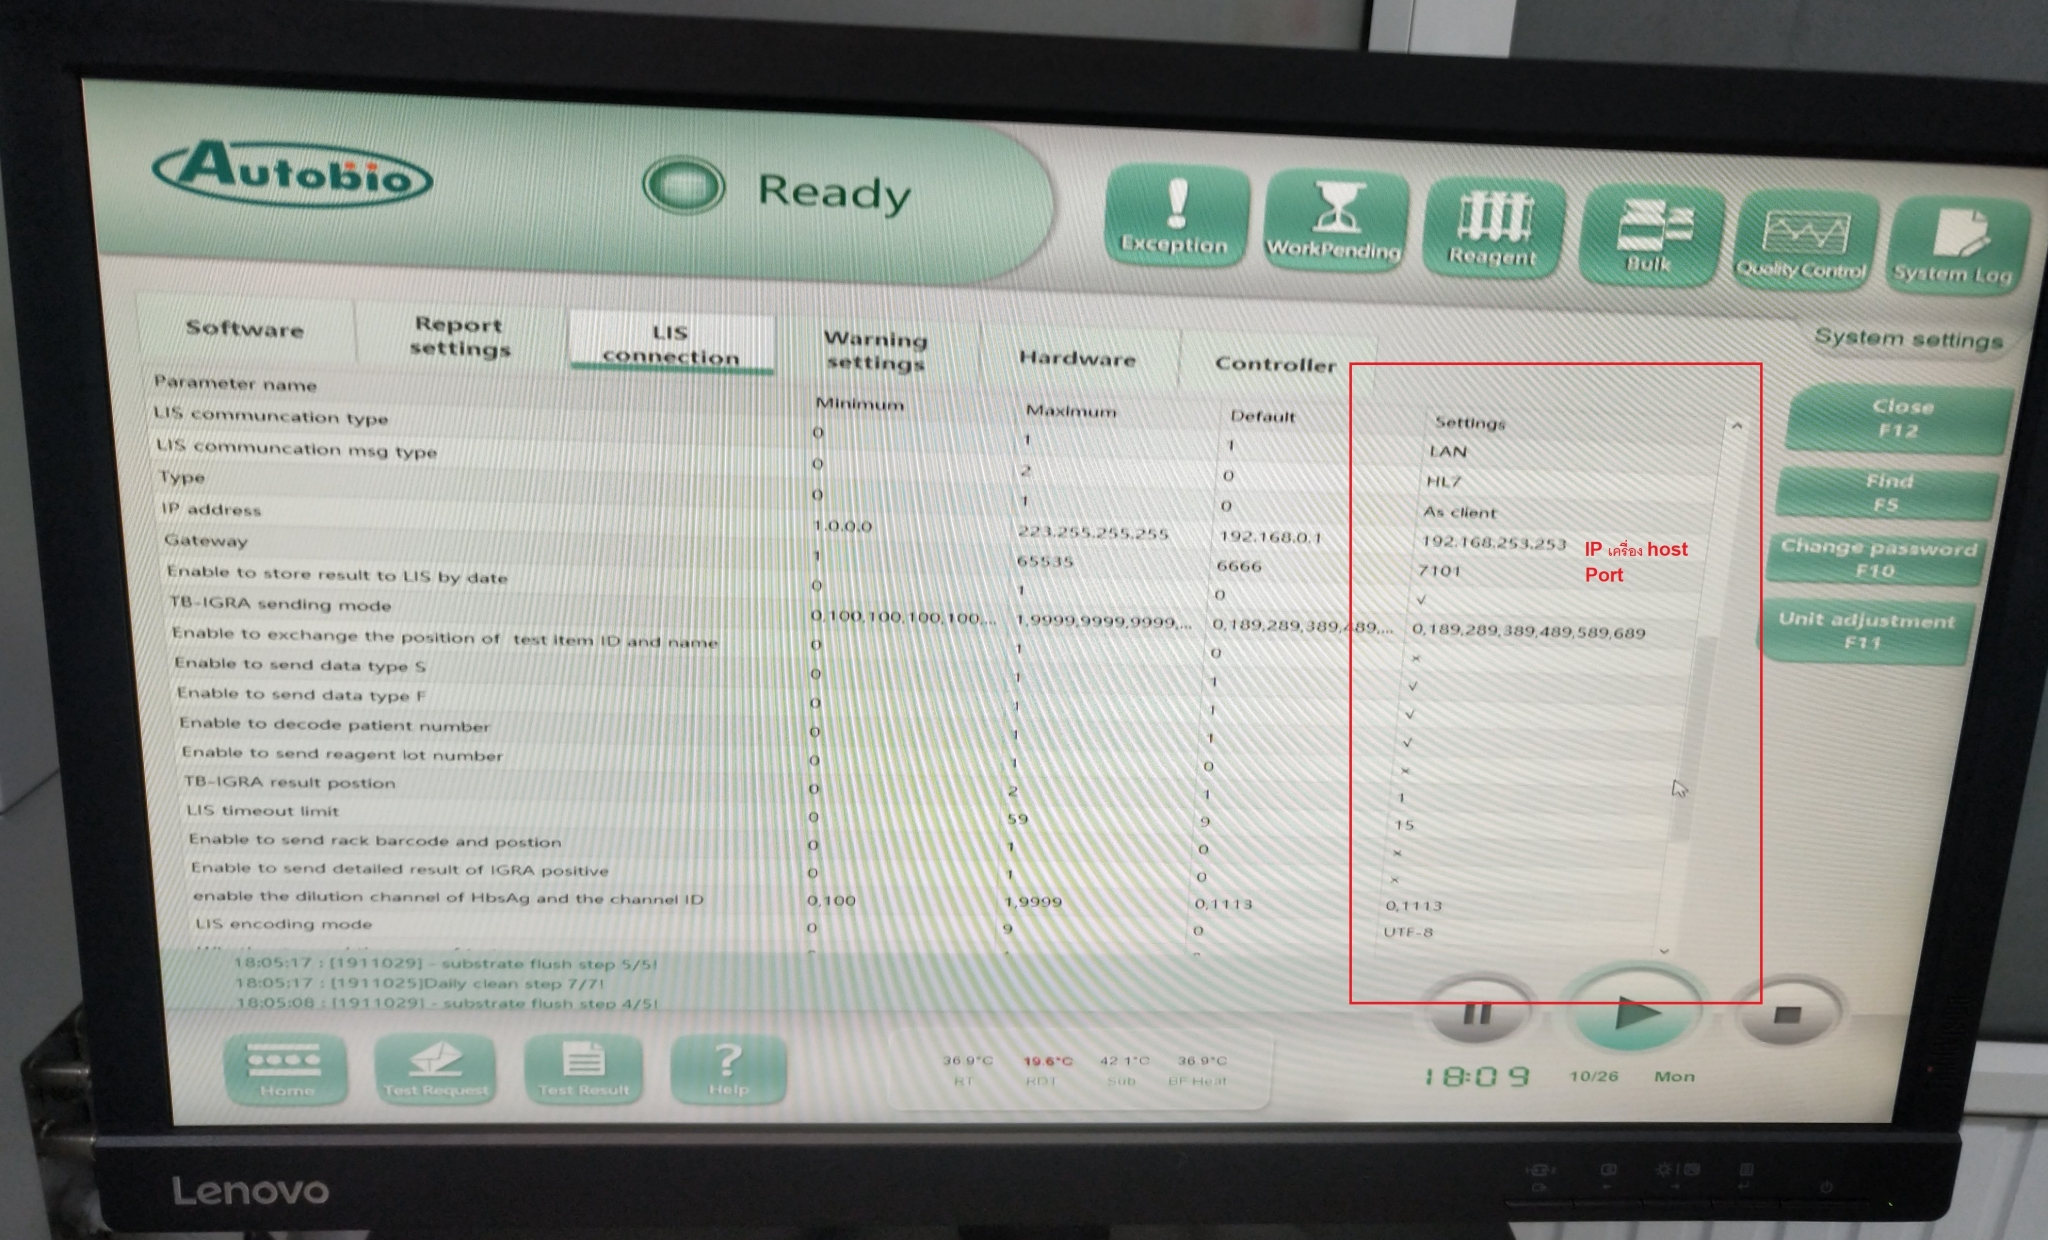 Autobio
Ready
Exception
WorkPending
Reagent
Bulk
Quality Control
System Log
Software
Report settings
LIS connection
Warning settings
Hardware
Controller
System settings
Parameter name Minimum Maximum Default Settings
LIS communcation type 0 1 1 LAN
LIS communcation msg type 0 2 0 HL7
Type 0 1 0 As client
IP address 1.0.0.0 223.255.255.255 192.168.0.1 192.168.253.253 IP เครื่อง host
Gateway 1 65535 6666 7101 Port
Enable to store result to LIS by date 0 1 0 √
TB-IGRA sending mode 0,100,100,100,100,... 1,9999,9999,9999,... 0,189,289,389,489,... 0,189,289,389,489,589,689
Enable to exchange the position of test item ID and name 0 1 0 ×
Enable to send data type S 0 1 1 √
Enable to send data type F 0 1 1 √
Enable to decode patient number 0 1 1 √
Enable to send reagent lot number 0 1 0 ×
TB-IGRA result postion 0 2 1 1
LIS timeout limit 0 59 9 15
Enable to send rack barcode and postion 0 1 0 ×
Enable to send detailed result of IGRA positive 0 1 0 ×
enable the dilution channel of HbsAg and the channel ID 0,100 1,9999 0,1113 0,1113
LIS encoding mode 0 9 0 UTF-8
Close
F12
Find
F5
Change password
F10
Unit adjustment
F11
18:05:17 : [1911029] - substrate flush step 5/5!
18:05:17 : [1911025]Daily clean step 7/7!
18:05:08 : [1911029] - substrate flush step 4/5!
Home
Test Request
Test Result
? Help
36.9°C 19.6°C 42.1°C 36.9°C
RT RDT Sub BF Heat
18:09 10/26 Mon
Lenovo